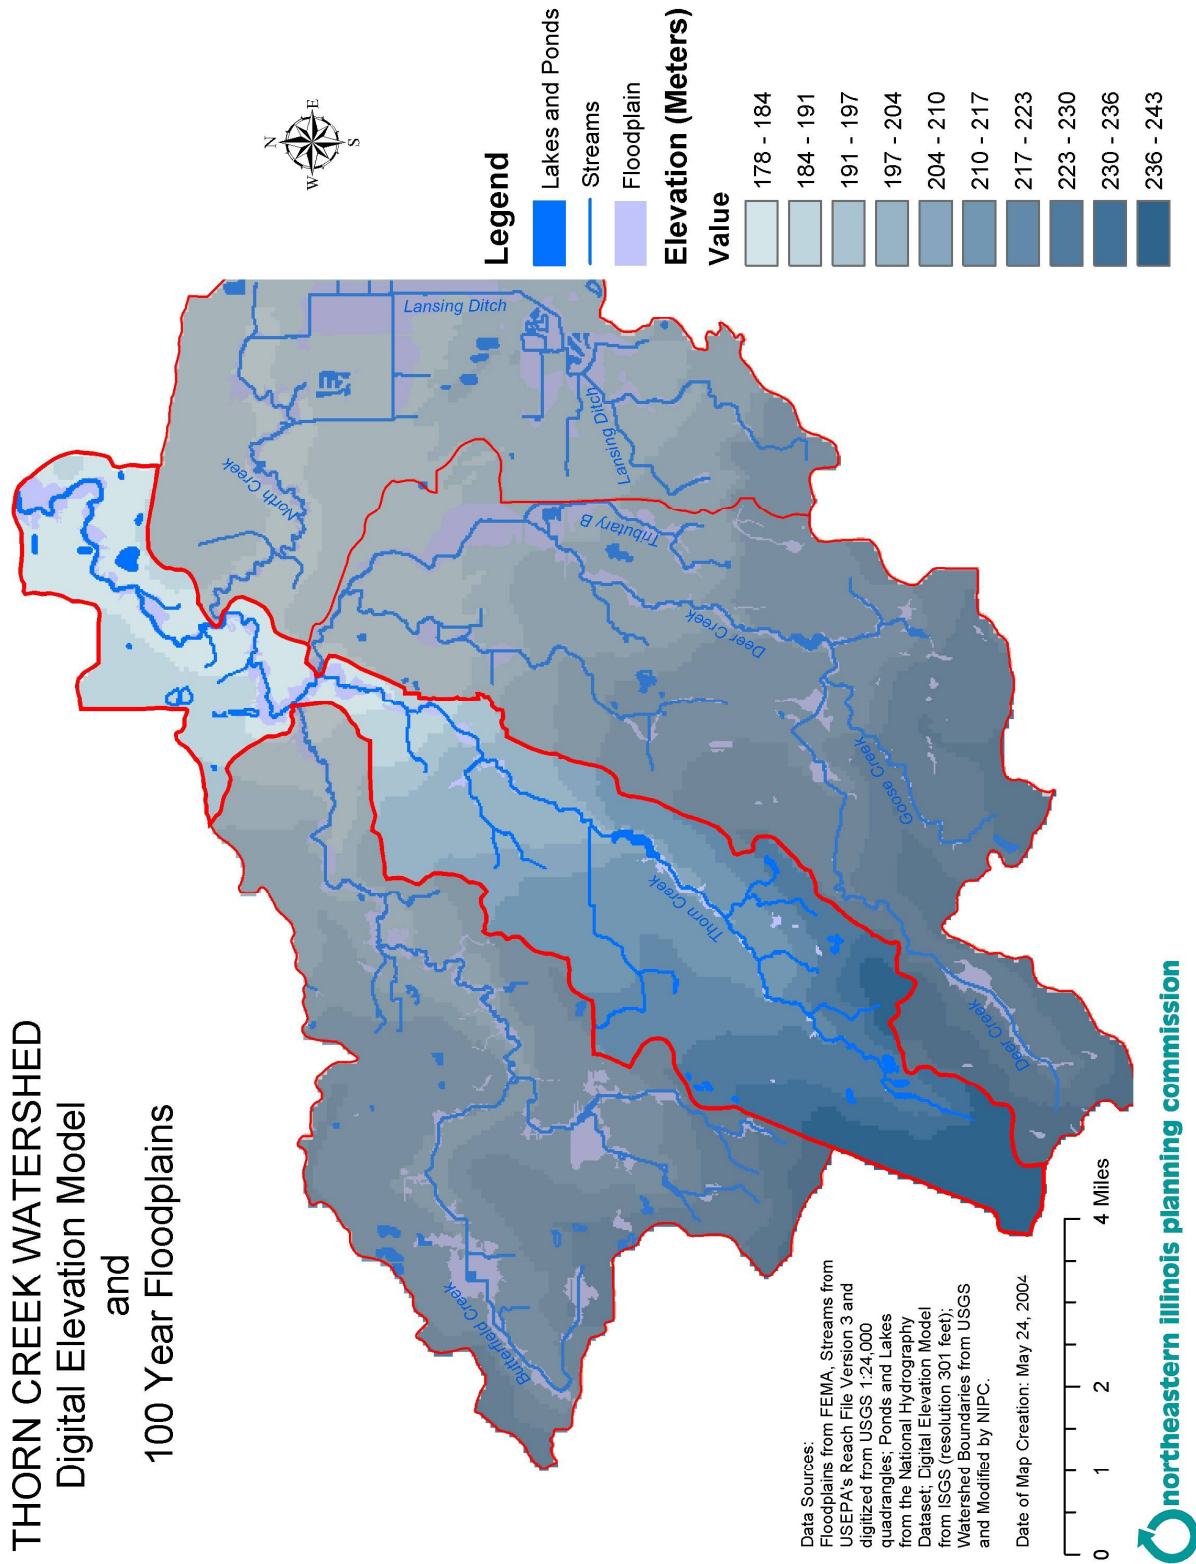 THORN CREEK WATERSHED
Digital Elevation Model
and
100 Year Floodplains
N
W
E
S
Legend
Lakes and Ponds
Streams
Floodplain
Elevation (Meters)
Value
178 - 184
184 - 191
191 - 197
197 - 204
204 - 210
210 - 217
217 - 223
223 - 230
230 - 236
236 - 243
North Creek
Lansing Ditch
Lansing Ditch
Tributary B
Deer Creek
Goose Creek
Thorn Creek
Deer Creek
Butterfield Creek
Data Sources:
Floodplains from FEMA, Streams from
USEPA's Reach File Version 3 and
digitized from USGS 1:24,000
quadrangles; Ponds and Lakes
from the National Hydrography
Dataset; Digital Elevation Model
from ISGS (resolution 301 feet);
Watershed Boundaries from USGS
and Modified by NIPC.
Date of Map Creation: May 24, 2004
0 1 2 4 Miles
northeastern illinois planning commission